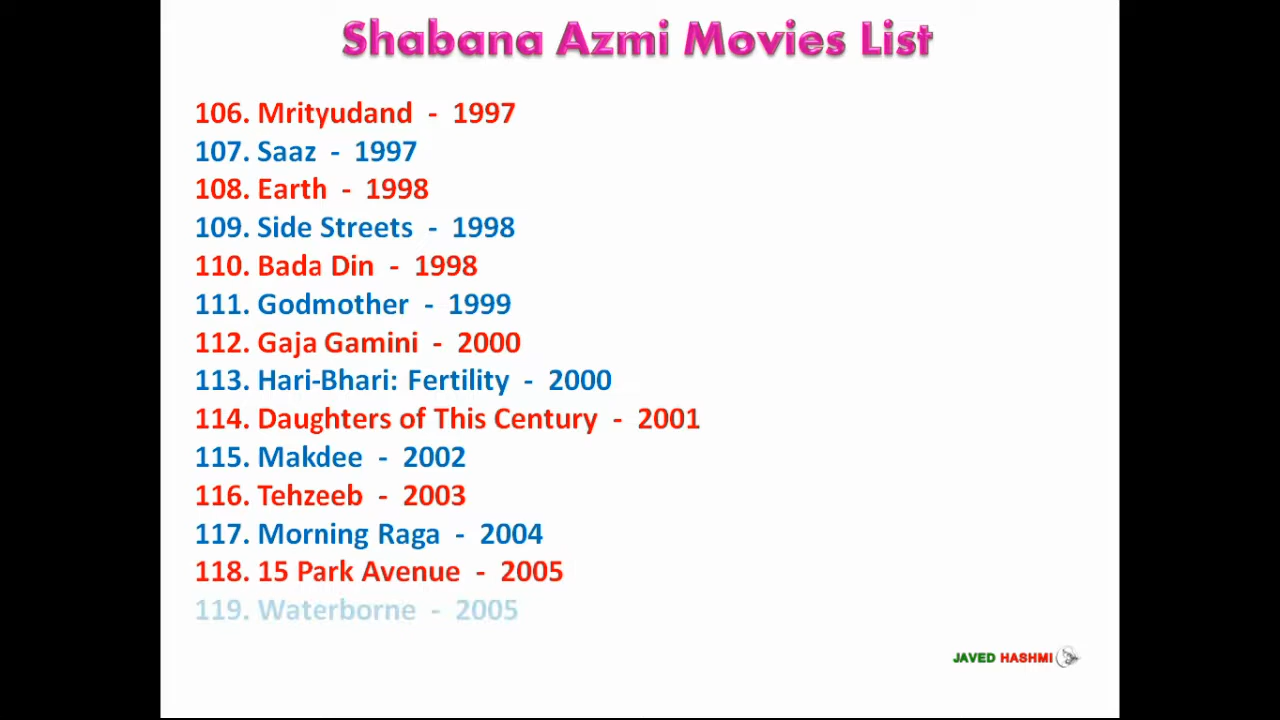 Shabana Azmi Movies List
106. Mrityudand - 1997
107. Saaz - 1997
108. Earth - 1998
109. Side Streets - 1998
110. Bada Din - 1998
111. Godmother - 1999
112. Gaja Gamini - 2000
113. Hari-Bhari: Fertility - 2000
114. Daughters of This Century - 2001
115. Makdee - 2002
116. Tehzeeb - 2003
117. Morning Raga - 2004
118. 15 Park Avenue - 2005
119. Waterborne - 2005
JAVED HASHMI